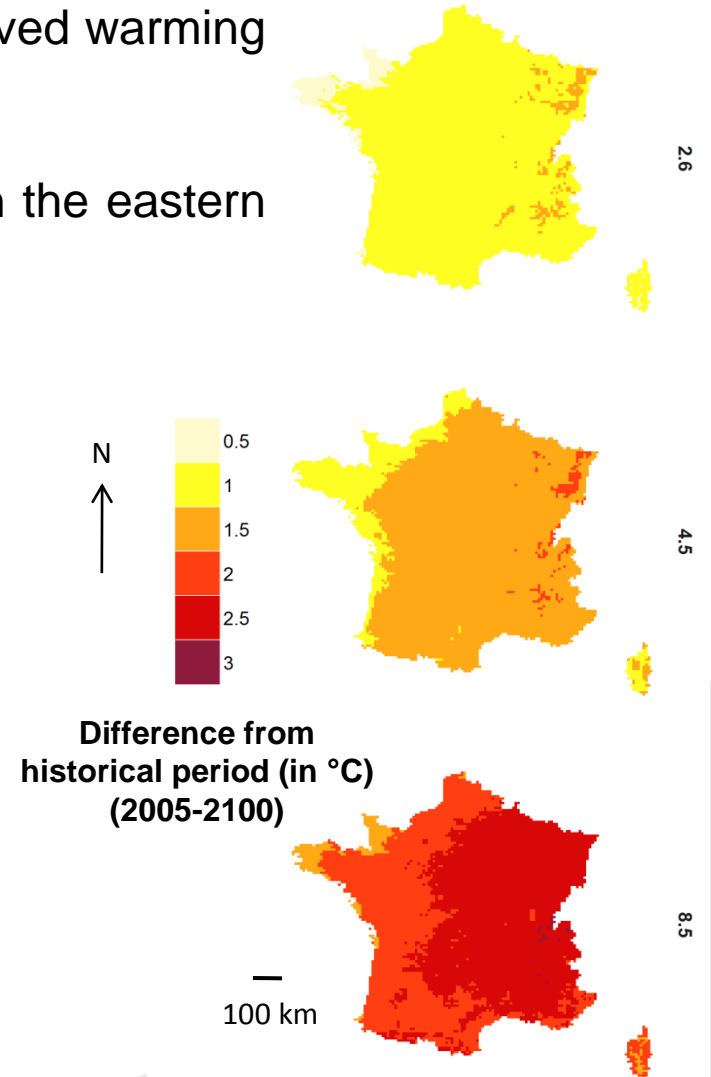 ved warming
the eastern
2.6
N
0.5
1
1.5
2
2.5
3
4.5
Difference from
historical period (in °C)
(2005-2100)
8.5
100 km